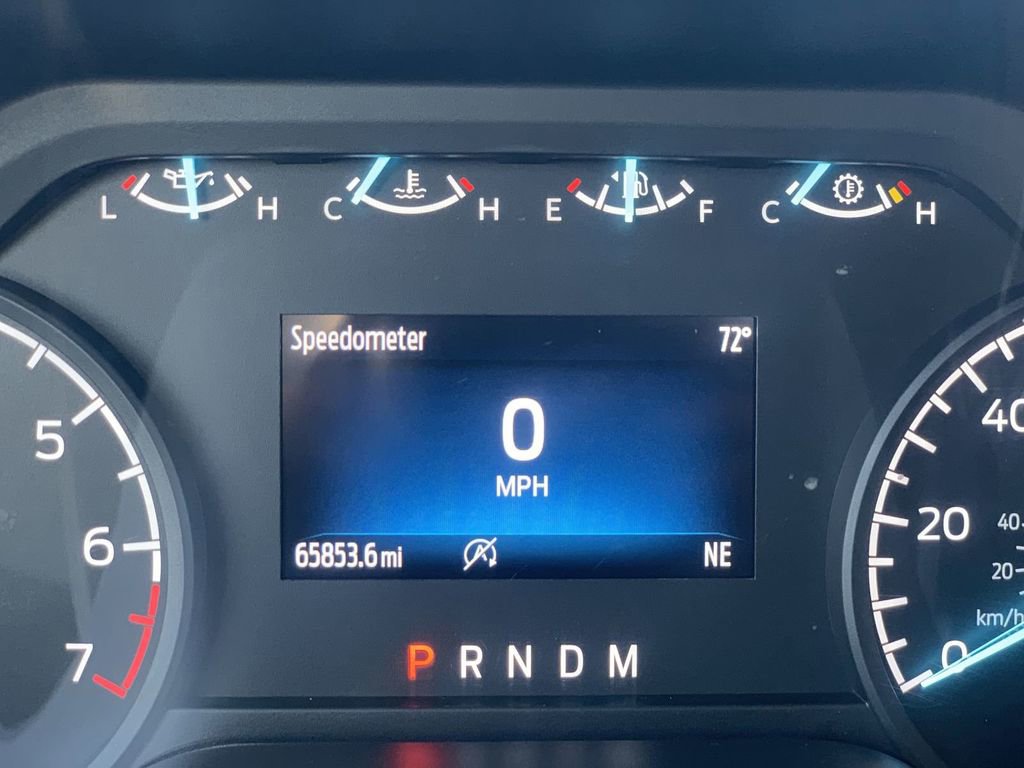 L H C H E F C H
Speedometer 72°
0
MPH
65853.6 mi A NE
P R N D M
5
6
7
40
20
0
40
20
km/h